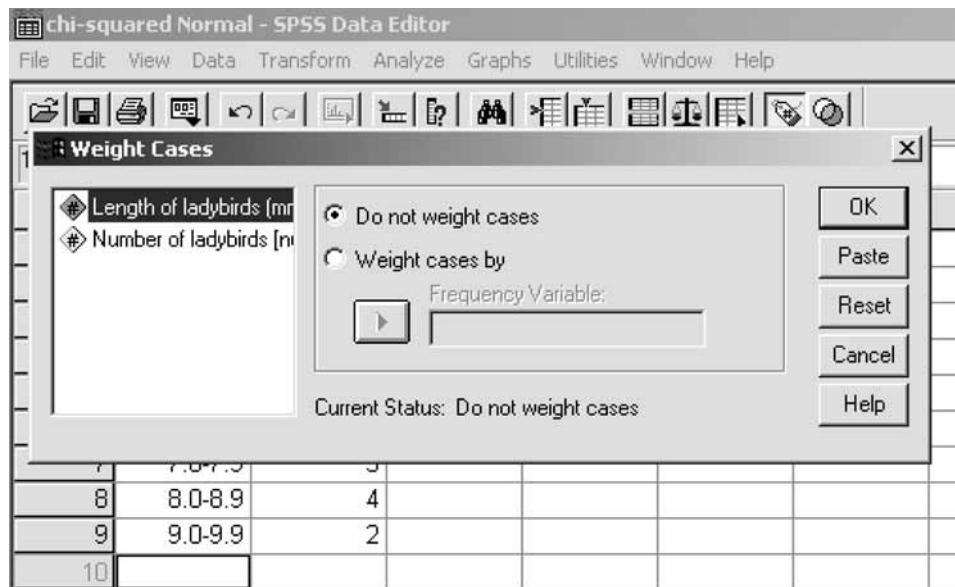 chi-squared Normal - SPSS Data Editor
File Edit View Data Transform Analyze Graphs Utilities Window Help
Weight Cases
Length of ladybirds (mm
Number of ladybirds [nu
Do not weight cases
Weight cases by
Frequency Variable:
Current Status: Do not weight cases
OK
Paste
Reset
Cancel
Help
7
8 8.0-8.9 4
9 9.0-9.9 2
10